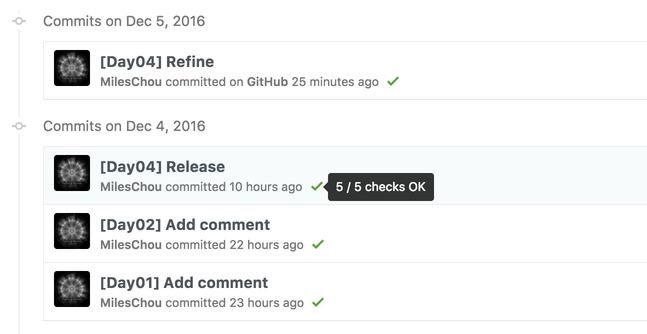 Commits on Dec 5, 2016
[Day04] Refine
MilesChou committed on GitHub 25 minutes ago
Commits on Dec 4, 2016
[Day04] Release
MilesChou committed 10 hours ago
5 / 5 checks OK
[Day02] Add comment
MilesChou committed 22 hours ago
[Day01] Add comment
MilesChou committed 23 hours ago